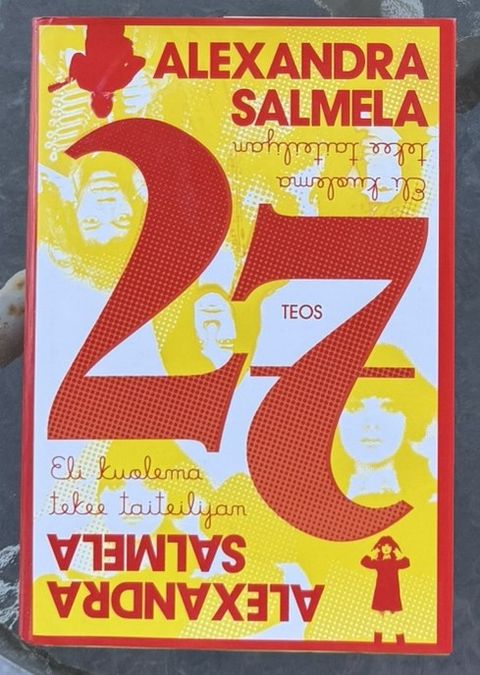 ALEXANDRA
SALMELA
Eli kuolema
tekee taiteilijan
27
TEOS
Eli kuolema
tekee taiteilijan
ALEXANDRA
SALMELA